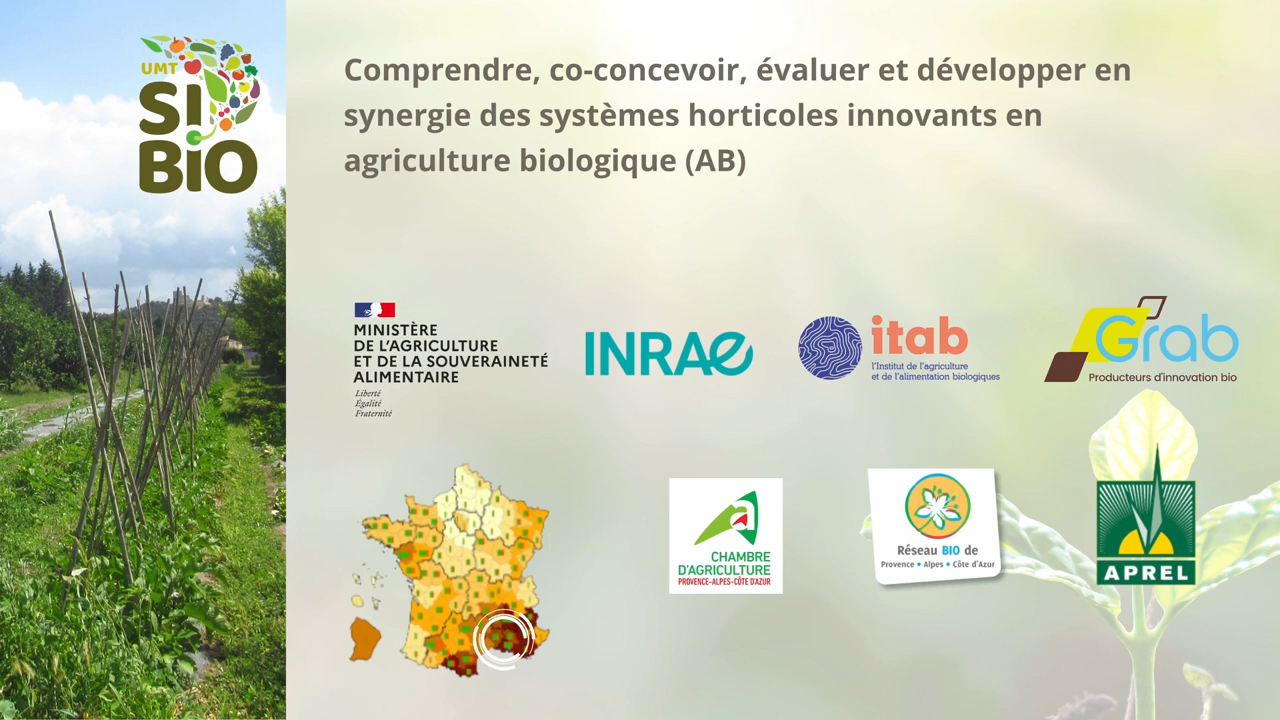 UMT
SI
BIO
Comprendre, co-concevoir, évaluer et développer en
synergie des systèmes horticoles innovants en
agriculture biologique (AB)
MINISTÈRE
DE L'AGRICULTURE
ET DE LA SOUVERAINETÉ
ALIMENTAIRE
Liberté
Égalité
Fraternité
INRAE
itab
l'Institut de l'agriculture
et de l'alimentation biologiques
Grab
Producteurs d'innovation bio
CHAMBRE
D'AGRICULTURE
PROVENCE-ALPES-CÔTE D'AZUR
Réseau BIO de
Provence • Alpes • Côte d'Azur
APREL